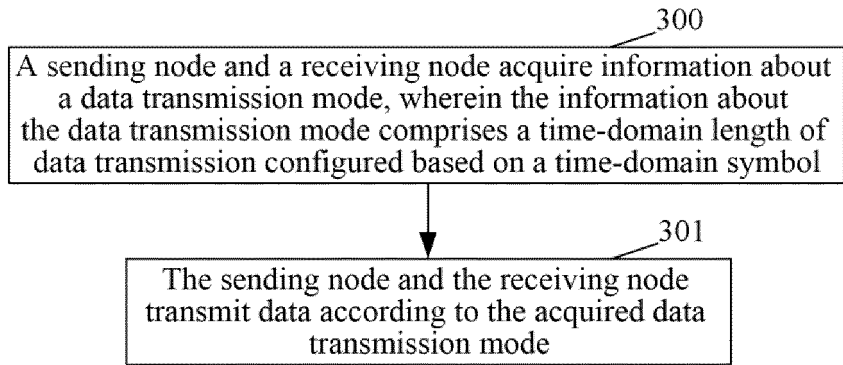 300
A sending node and a receiving node acquire information about
a data transmission mode, wherein the information about
the data transmission mode comprises a time-domain length of
data transmission configured based on a time-domain symbol
301
The sending node and the receiving node
transmit data according to the acquired data
transmission mode